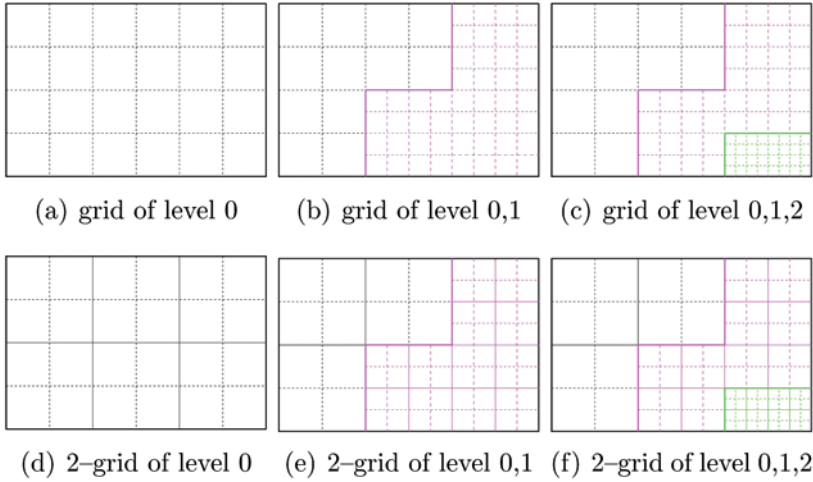 (a) grid of level 0
(b) grid of level 0,1
(c) grid of level 0,1,2
(d) 2–grid of level 0
(e) 2–grid of level 0,1
(f) 2–grid of level 0,1,2